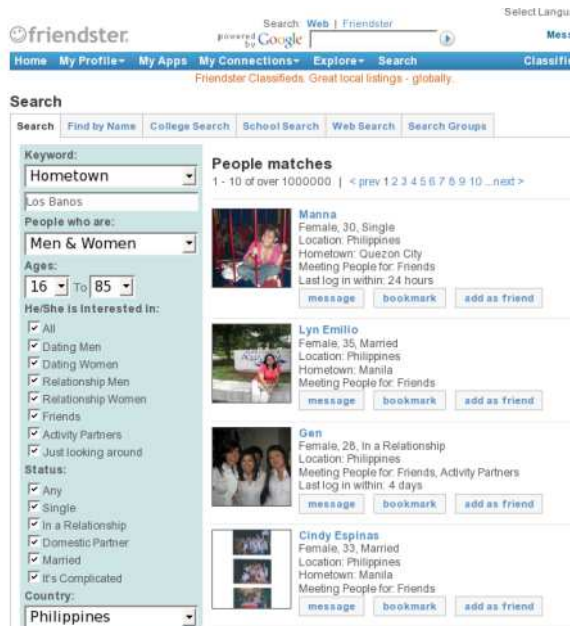 Select Langu
friendster.
Search: Web | Friendster
powered by Google
Mess
Home My Profile My Apps My Connections Explore Search Classifie
Friendster Classifieds. Great local listings - globally.
Search
Search Find by Name College Search School Search Web Search Search Groups
Keyword:
Hometown
Los Banos
People who are:
Men & Women
Ages:
16 To 85
He/She is Interested In:
All
Dating Men
Dating Women
Relationship Men
Relationship Women
Friends
Activity Partners
Just looking around
Status:
Any
Single
In a Relationship
Domestic Partner
Married
It's Complicated
Country:
Philippines
People matches
1 - 10 of over 1000000 | < prev 1 2 3 4 5 6 7 8 9 10 ...next >
Manna
Female, 30, Single
Location: Philippines
Hometown: Quezon City
Meeting People for: Friends
Last log in within: 24 hours
message bookmark add as friend
Lyn Emilio
Female, 35, Married
Location: Philippines
Hometown: Manila
Meeting People for: Friends
message bookmark add as friend
Gen
Female, 28, In a Relationship
Location: Philippines
Meeting People for: Friends, Activity Partners
Last log in within: 4 days
message bookmark add as friend
Cindy Espinas
Female, 33, Married
Location: Philippines
Hometown: Manila
Meeting People for: Friends
message bookmark add as friend